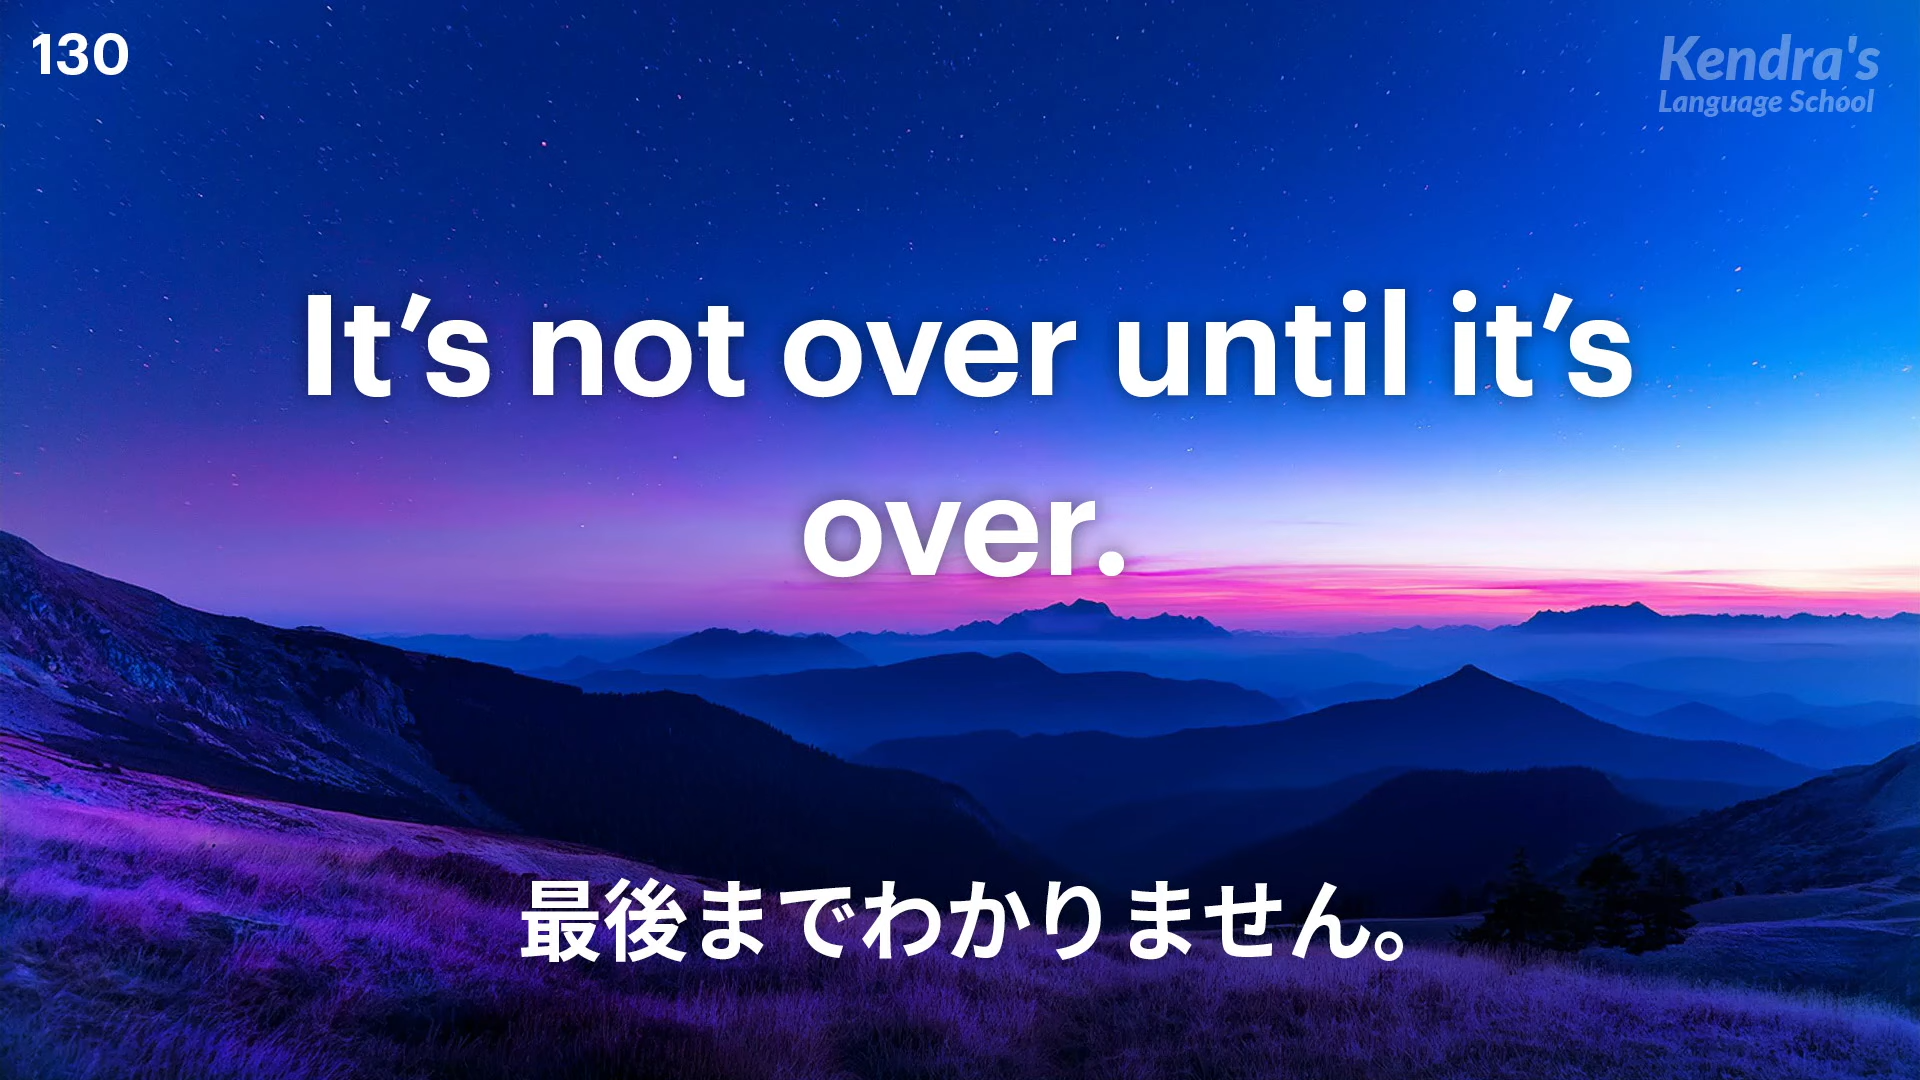 130
Kendra's
Language School
It’s not over until it’s
over.
最後までわかりません。